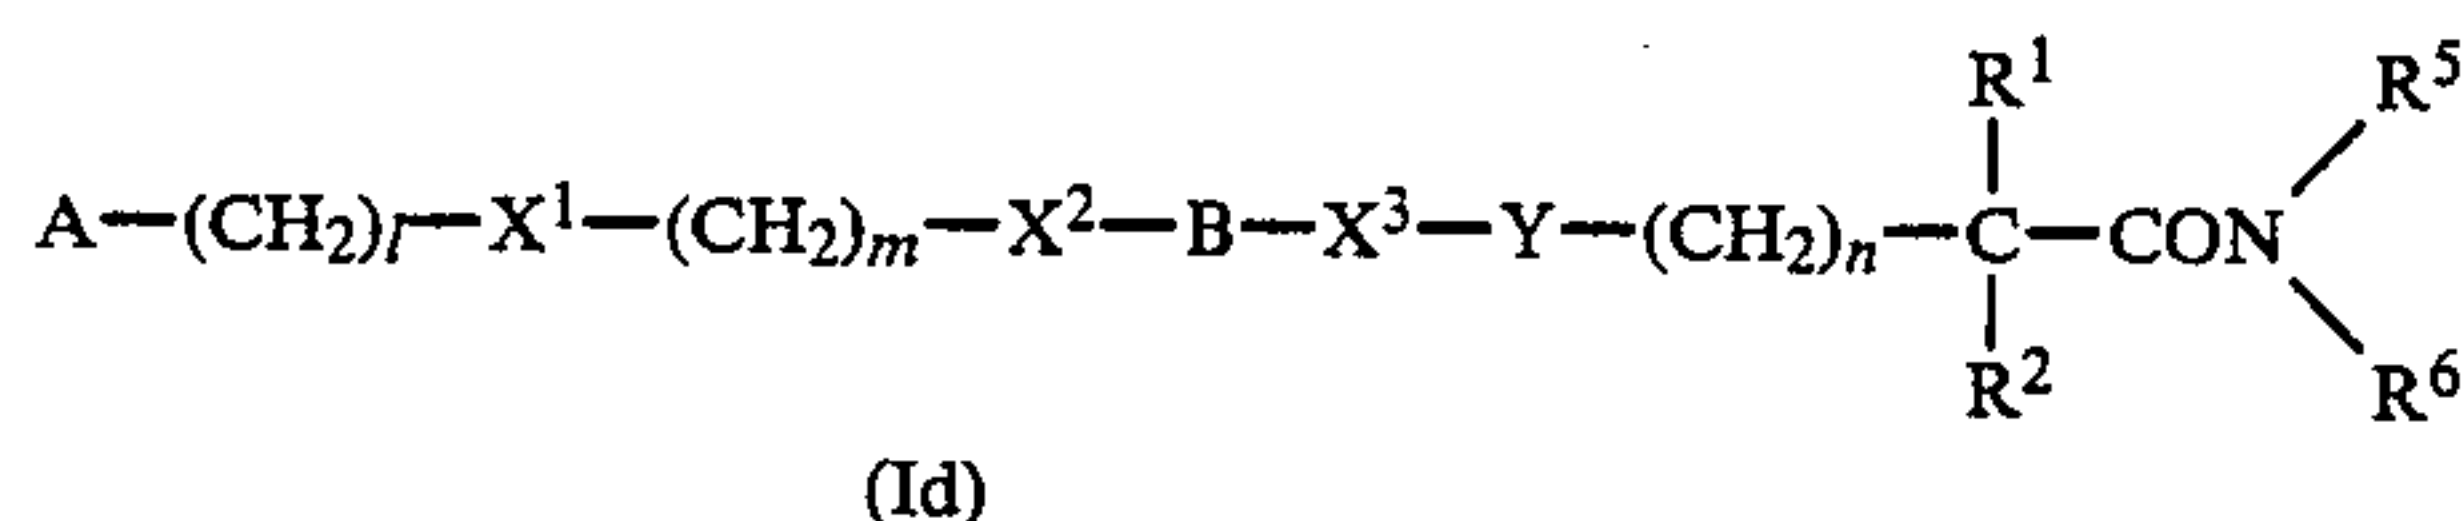 R¹ R⁵
A—(CH₂)ₗ—X¹—(CH₂)ₘ—X²—B—X³—Y—(CH₂)ₙ—C—CON
R² R⁶
(Id)